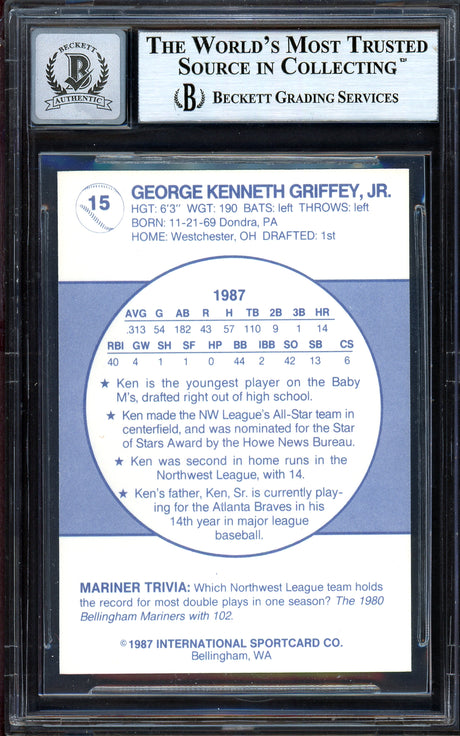 BECKETT
B
AUTHENTIC
THE WORLD'S MOST TRUSTED
SOURCE IN COLLECTING™
B BECKETT GRADING SERVICES
15
GEORGE KENNETH GRIFFEY, JR.
HGT: 6'3" WGT: 190 BATS: left THROWS: left
BORN: 11-21-69 Dondra, PA
HOME: Westchester, OH DRAFTED: 1st
1987
AVG G AB R H TB 2B 3B HR
.313 54 182 43 57 110 9 1 14
RBI GW SH SF HP BB IBB SO SB CS
40 4 1 1 0 44 2 42 13 6
★ Ken is the youngest player on the Baby
M's, drafted right out of high school.
★ Ken made the NW League's All-Star team in
centerfield, and was nominated for the Star
of Stars Award by the Howe News Bureau.
★ Ken was second in home runs in the
Northwest League, with 14.
★ Ken's father, Ken, Sr. is currently play-
ing for the Atlanta Braves in his
14th year in major league
baseball.
MARINER TRIVIA: Which Northwest League team holds
the record for most double plays in one season? The 1980
Bellingham Mariners with 102.
©1987 INTERNATIONAL SPORTCARD CO.
Bellingham, WA